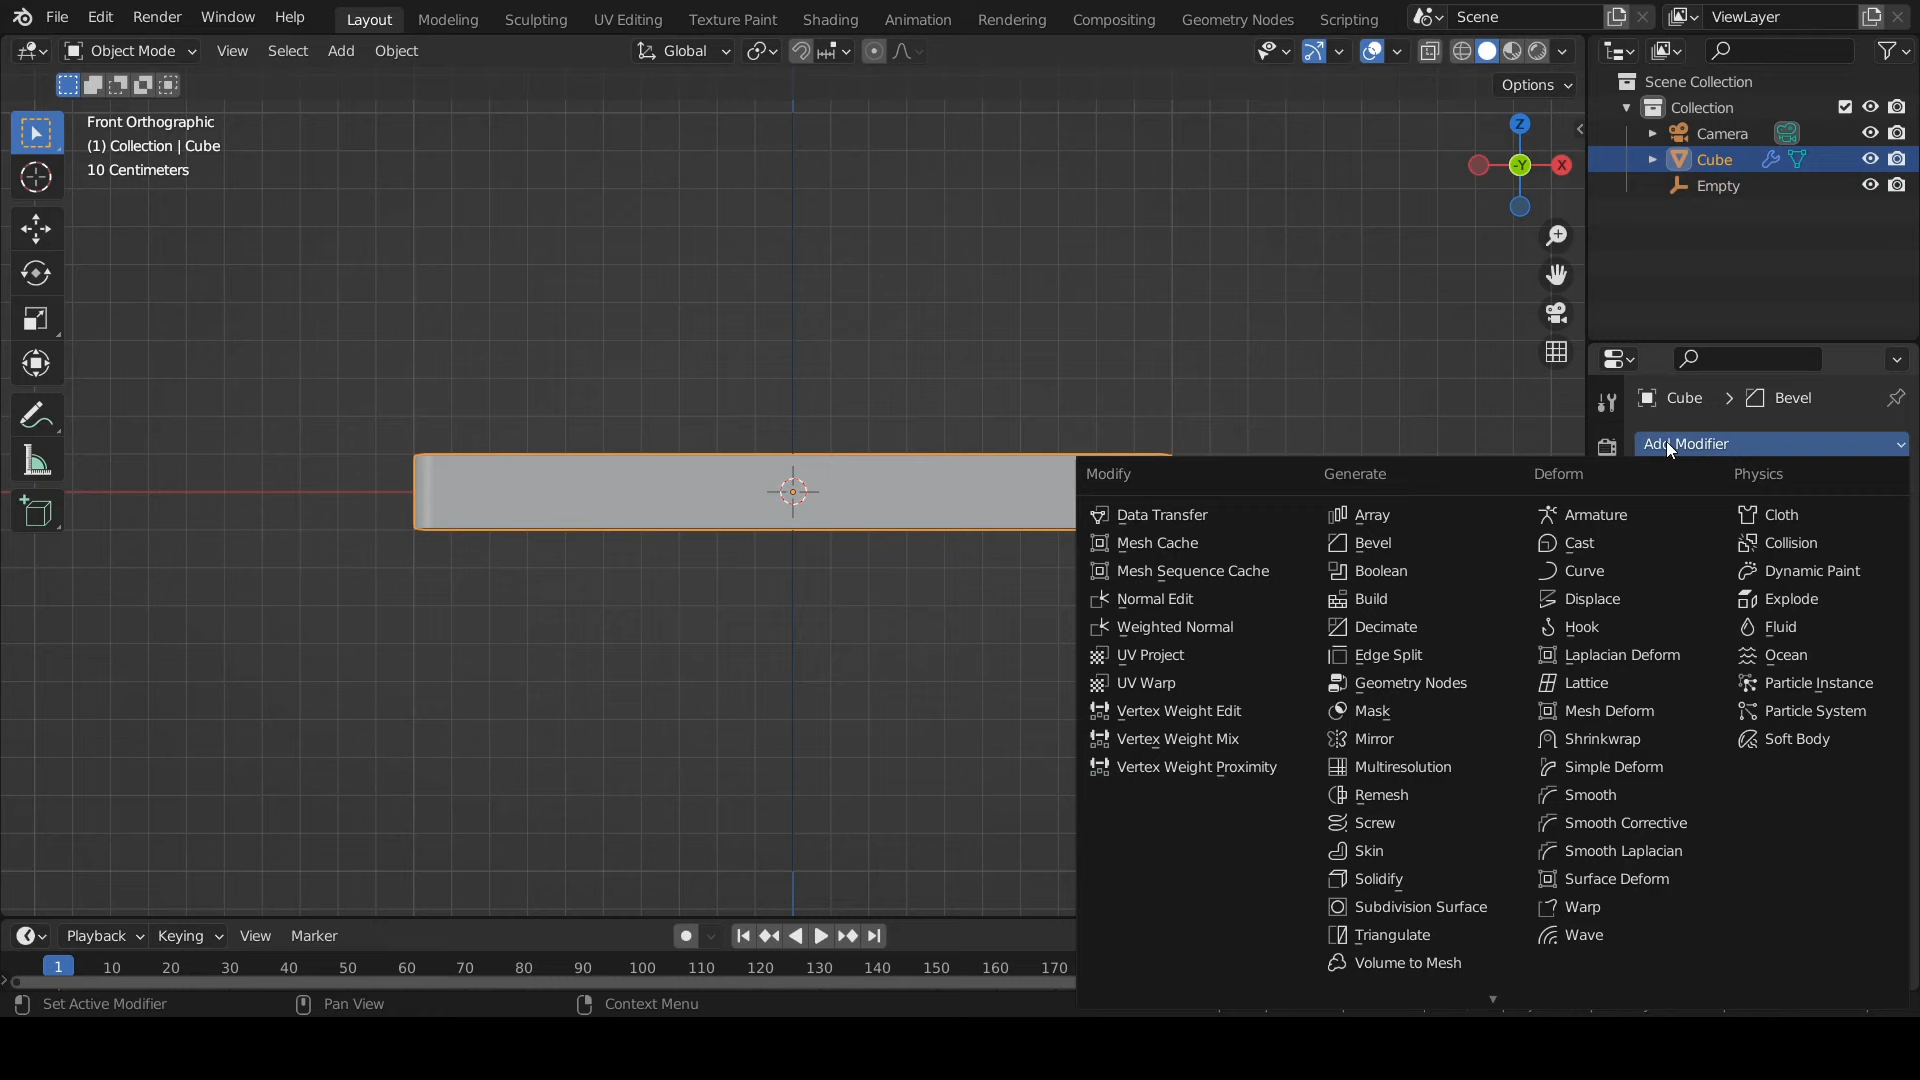 File Edit Render Window Help Layout Modeling Sculpting UV Editing Texture Paint Shading Animation Rendering Compositing Geometry Nodes Scripting Scene ViewLayer
Object Mode View Select Add Object Global
Options
Scene Collection
Collection
Camera
Cube
Empty
Front Orthographic
(1) Collection | Cube
10 Centimeters
Z
-Y
X
Cube Bevel
Add Modifier
Modify Generate Deform Physics
Data Transfer Array Armature Cloth
Mesh Cache Bevel Cast Collision
Mesh Sequence Cache Boolean Curve Dynamic Paint
Normal Edit Build Displace Explode
Weighted Normal Decimate Hook Fluid
UV Project Edge Split Laplacian Deform Ocean
UV Warp Geometry Nodes Lattice Particle Instance
Vertex Weight Edit Mask Mesh Deform Particle System
Vertex Weight Mix Mirror Shrinkwrap Soft Body
Vertex Weight Proximity Multiresolution Simple Deform
Remesh Smooth
Screw Smooth Corrective
Skin Smooth Laplacian
Solidify Surface Deform
Subdivision Surface Warp
Triangulate Wave
Volume to Mesh
Playback Keying View Marker
1 10 20 30 40 50 60 70 80 90 100 110 120 130 140 150 160 170
Set Active Modifier Pan View Context Menu